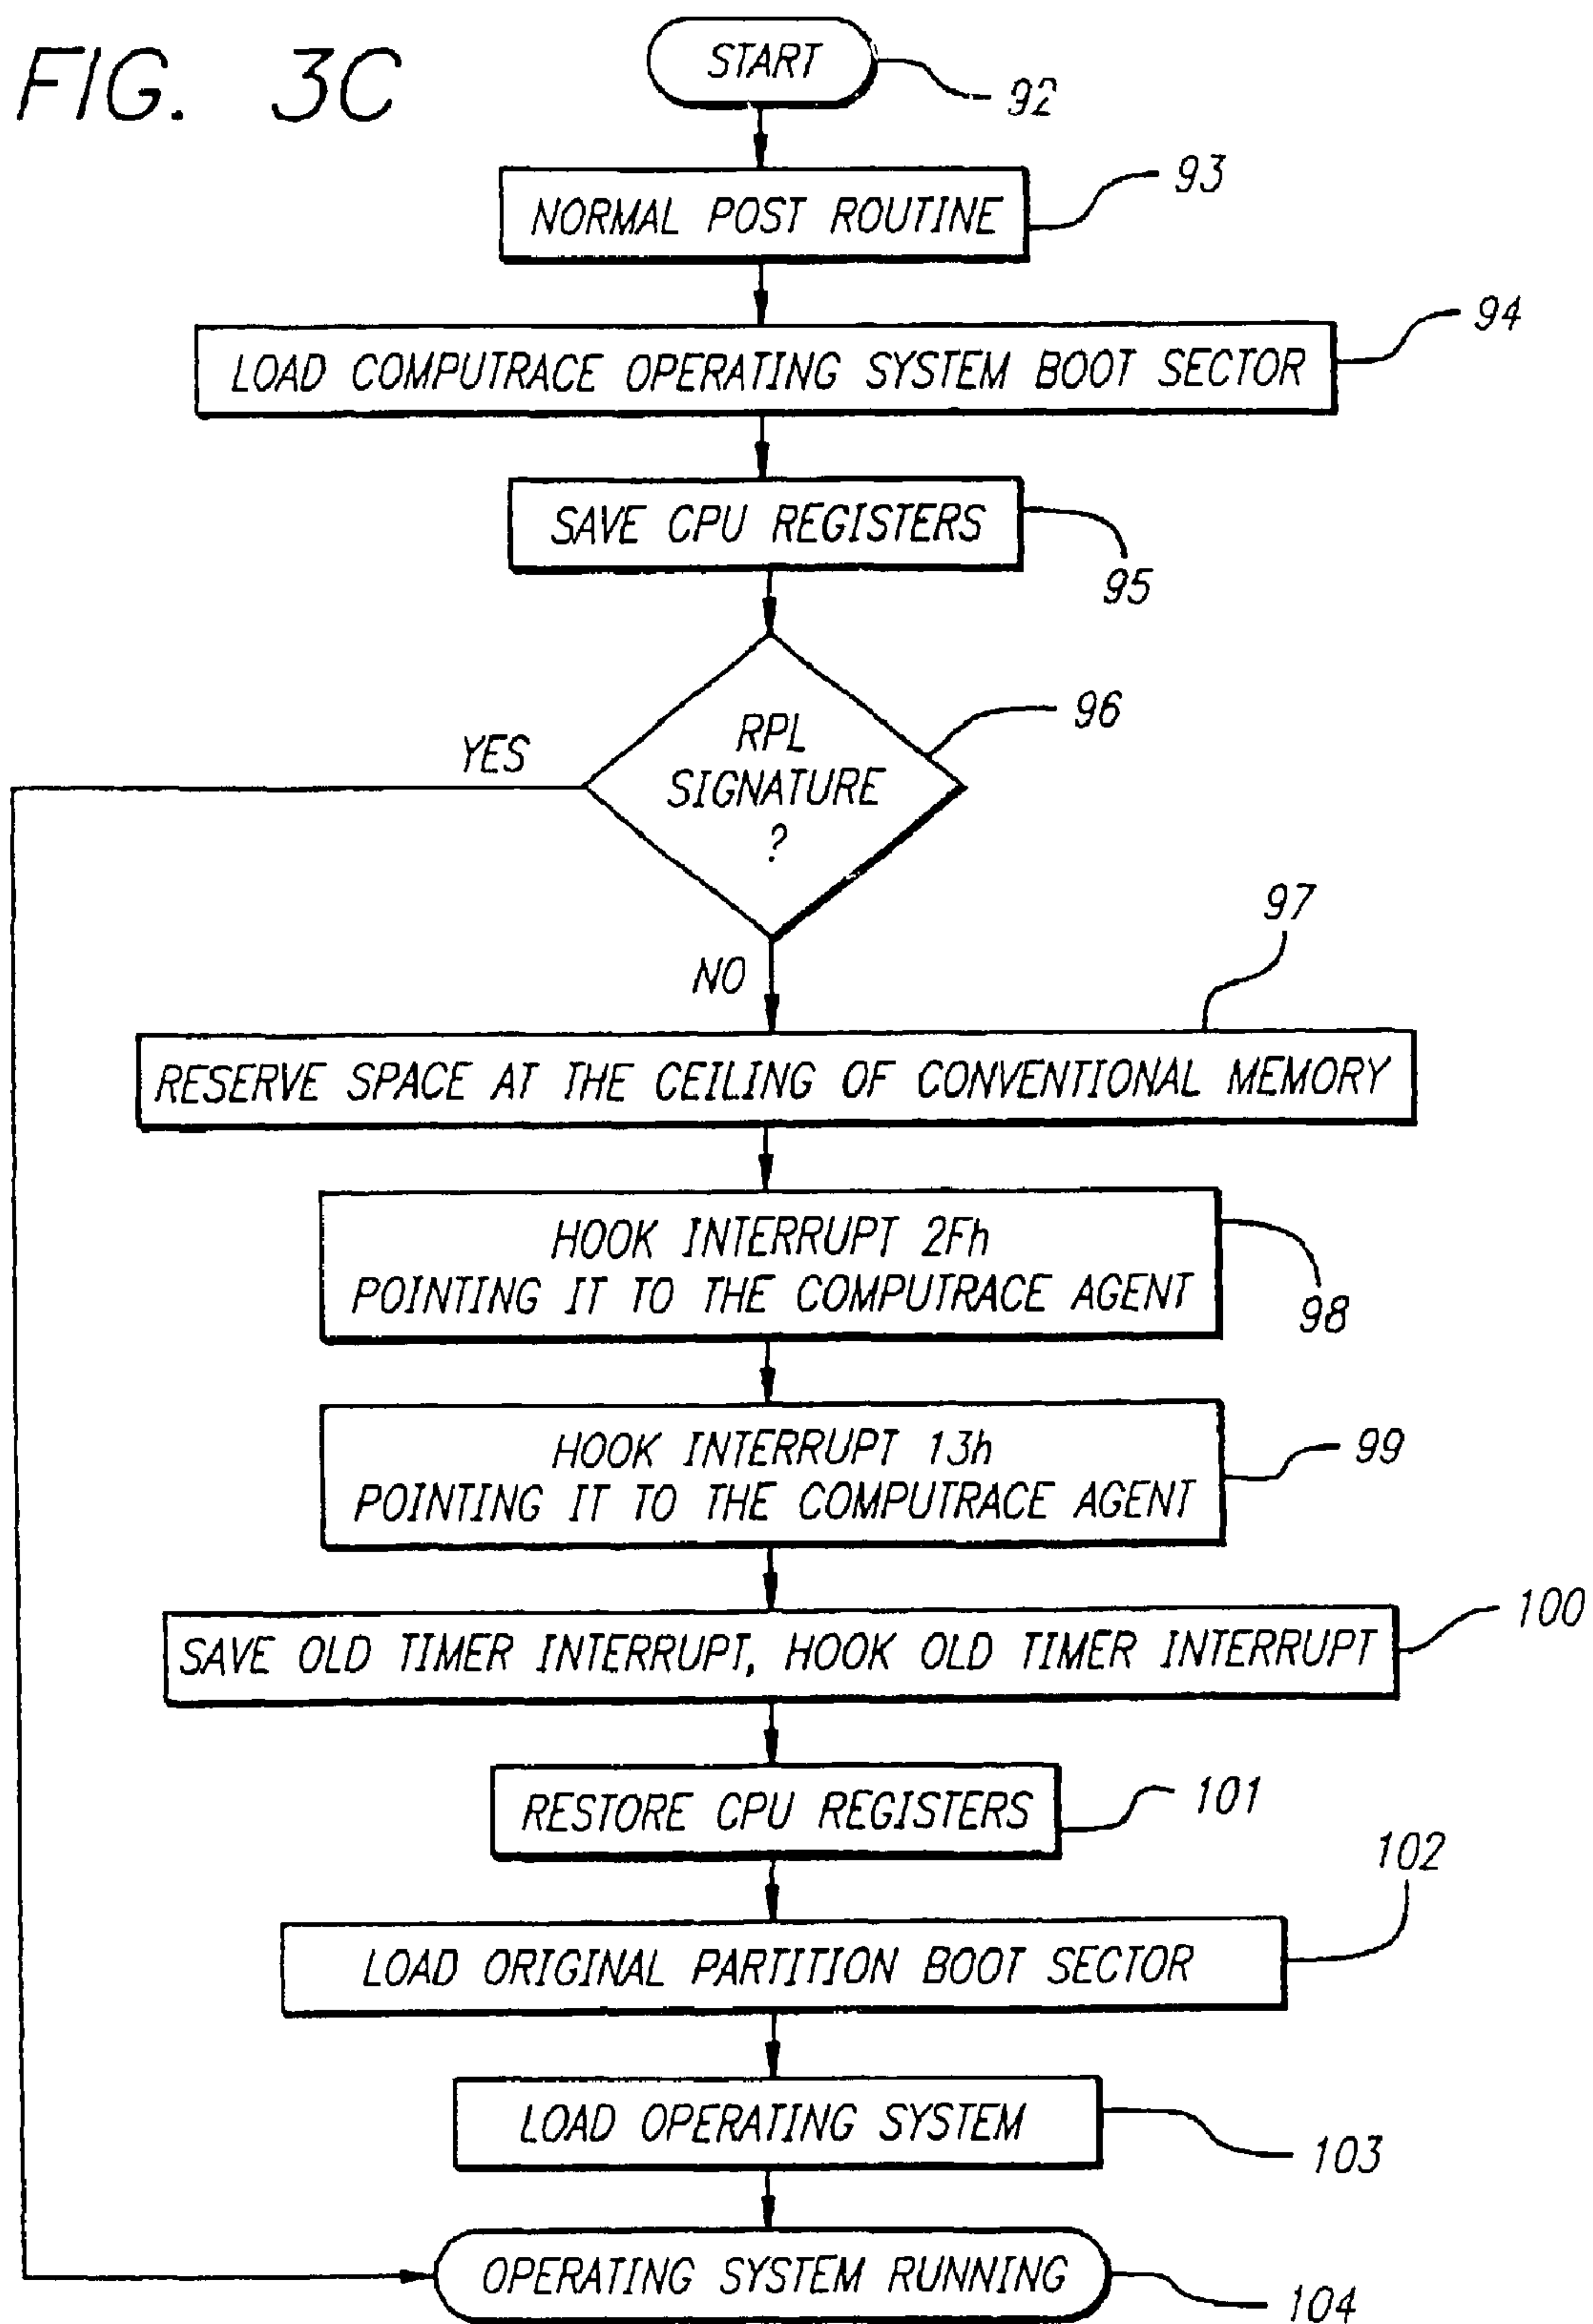 FIG. 3C
START
92
NORMAL POST ROUTINE
93
LOAD COMPUTRACE OPERATING SYSTEM BOOT SECTOR
94
SAVE CPU REGISTERS
95
RPL
SIGNATURE
?
96
YES
NO
97
RESERVE SPACE AT THE CEILING OF CONVENTIONAL MEMORY
HOOK INTERRUPT 2Fh
POINTING IT TO THE COMPUTRACE AGENT
98
HOOK INTERRUPT 13h
POINTING IT TO THE COMPUTRACE AGENT
99
SAVE OLD TIMER INTERRUPT, HOOK OLD TIMER INTERRUPT
100
RESTORE CPU REGISTERS
101
102
LOAD ORIGINAL PARTITION BOOT SECTOR
LOAD OPERATING SYSTEM
103
OPERATING SYSTEM RUNNING
104